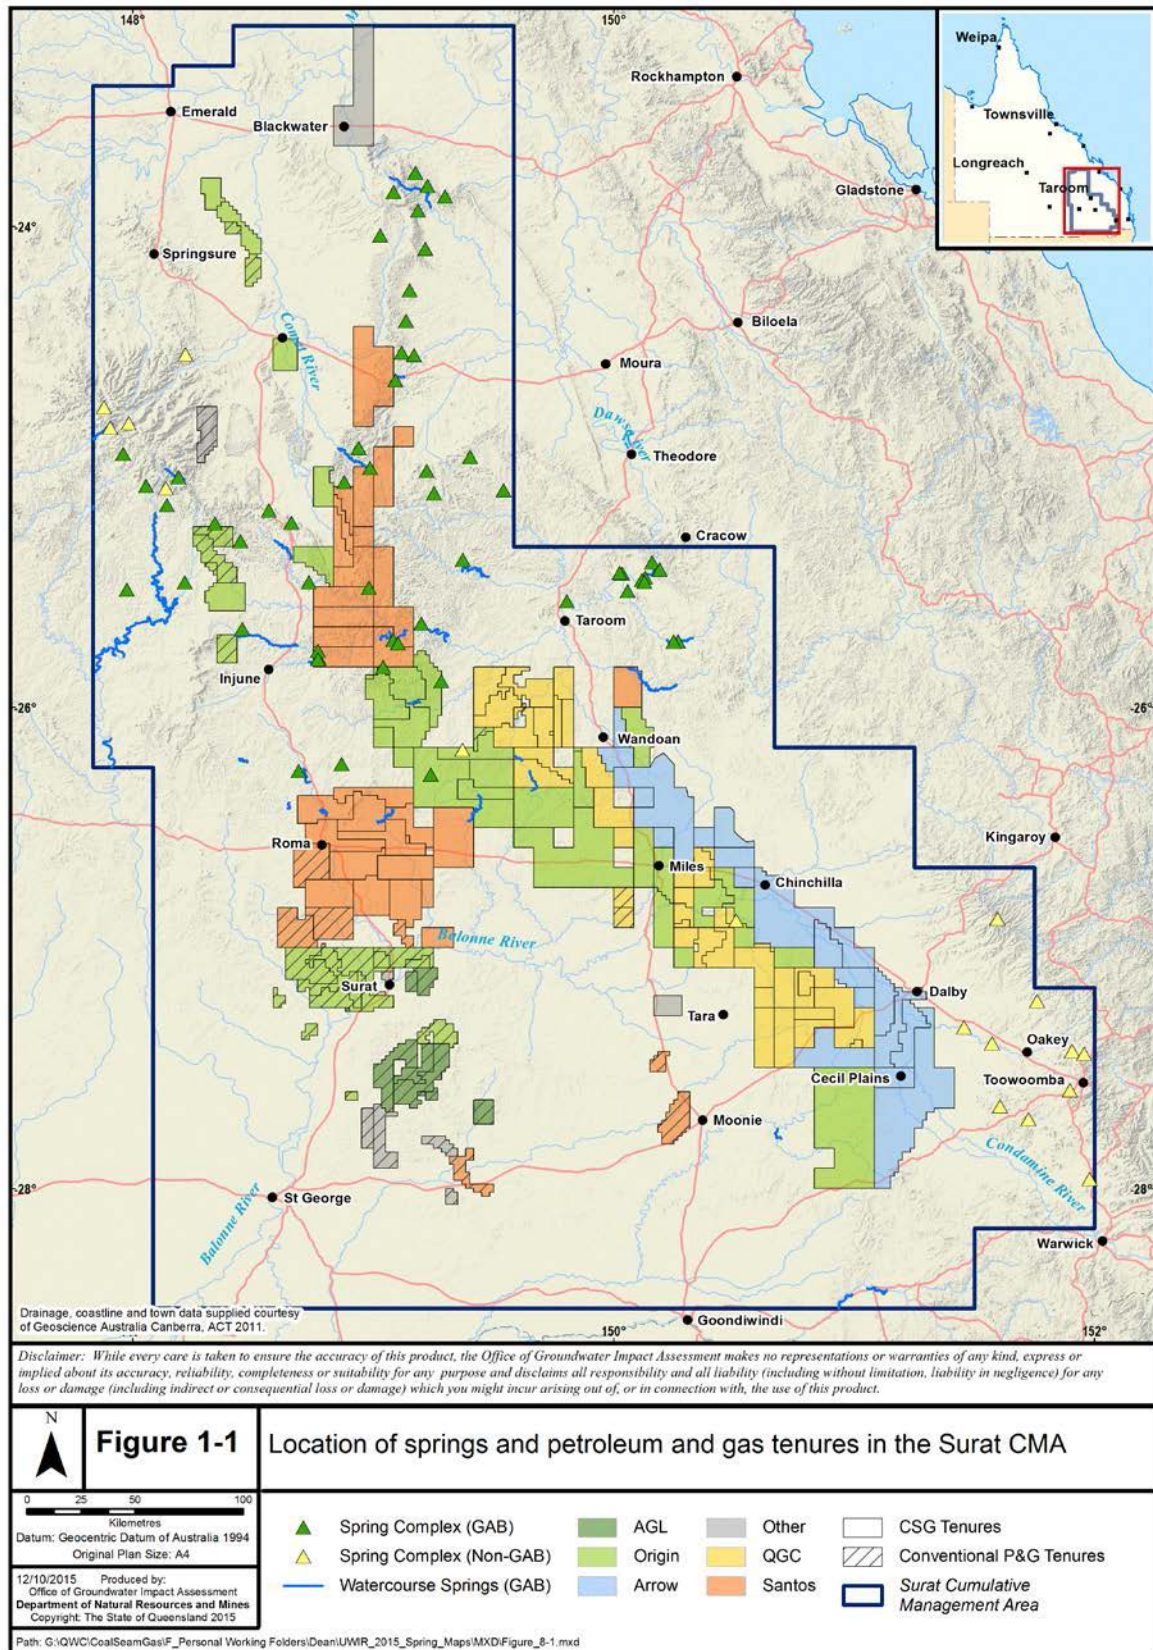 148°
150°
Weipa
Rockhampton
Emerald
Blackwater
Townsville
Longreach
Taroom
Gladstone
-24°
-24°
Springsure
Comet River
Biloela
Moura
Dawson River
Theodore
Cracow
Taroom
Injune
-26°
-26°
Wandoan
Kingaroy
Roma
Miles
Chinchilla
Balonne River
Surat
Dalby
Tara
Oakey
Cecil Plains
Toowoomba
Moonie
Condamine River
-28°
-28°
St George
Balonne River
Warwick
Drainage, coastline and town data supplied courtesy
of Geoscience Australia Canberra, ACT 2011.
Goondiwindi
150°
152°
Disclaimer: While every care is taken to ensure the accuracy of this product, the Office of Groundwater Impact Assessment makes no representations or warranties of any kind, express or
implied about its accuracy, reliability, completeness or suitability for any purpose and disclaims all responsibility and all liability (including without limitation, liability in negligence) for any
loss or damage (including indirect or consequential loss or damage) which you might incur arising out of, or in connection with, the use of this product.
N
Figure 1-1
Location of springs and petroleum and gas tenures in the Surat CMA
0 25 50 100
Kilometres
Datum: Geocentric Datum of Australia 1994
Original Plan Size: A4
12/10/2015 Produced by:
Office of Groundwater Impact Assessment
Department of Natural Resources and Mines
Copyright: The State of Queensland 2015
Spring Complex (GAB)
Spring Complex (Non-GAB)
Watercourse Springs (GAB)
AGL
Origin
Arrow
Other
QGC
Santos
CSG Tenures
Conventional P&G Tenures
Surat Cumulative
Management Area
Path: G:\QWC\CoalSeamGas\F_Personal Working Folders\Dean\UWIR_2015_Spring_Maps\MXD\Figure_8-1.mxd